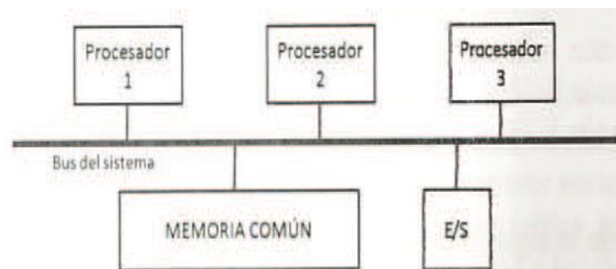 Procesador
1
Procesador
2
Procesador
3
Bus del sistema
MEMORIA COMÚN
E/S